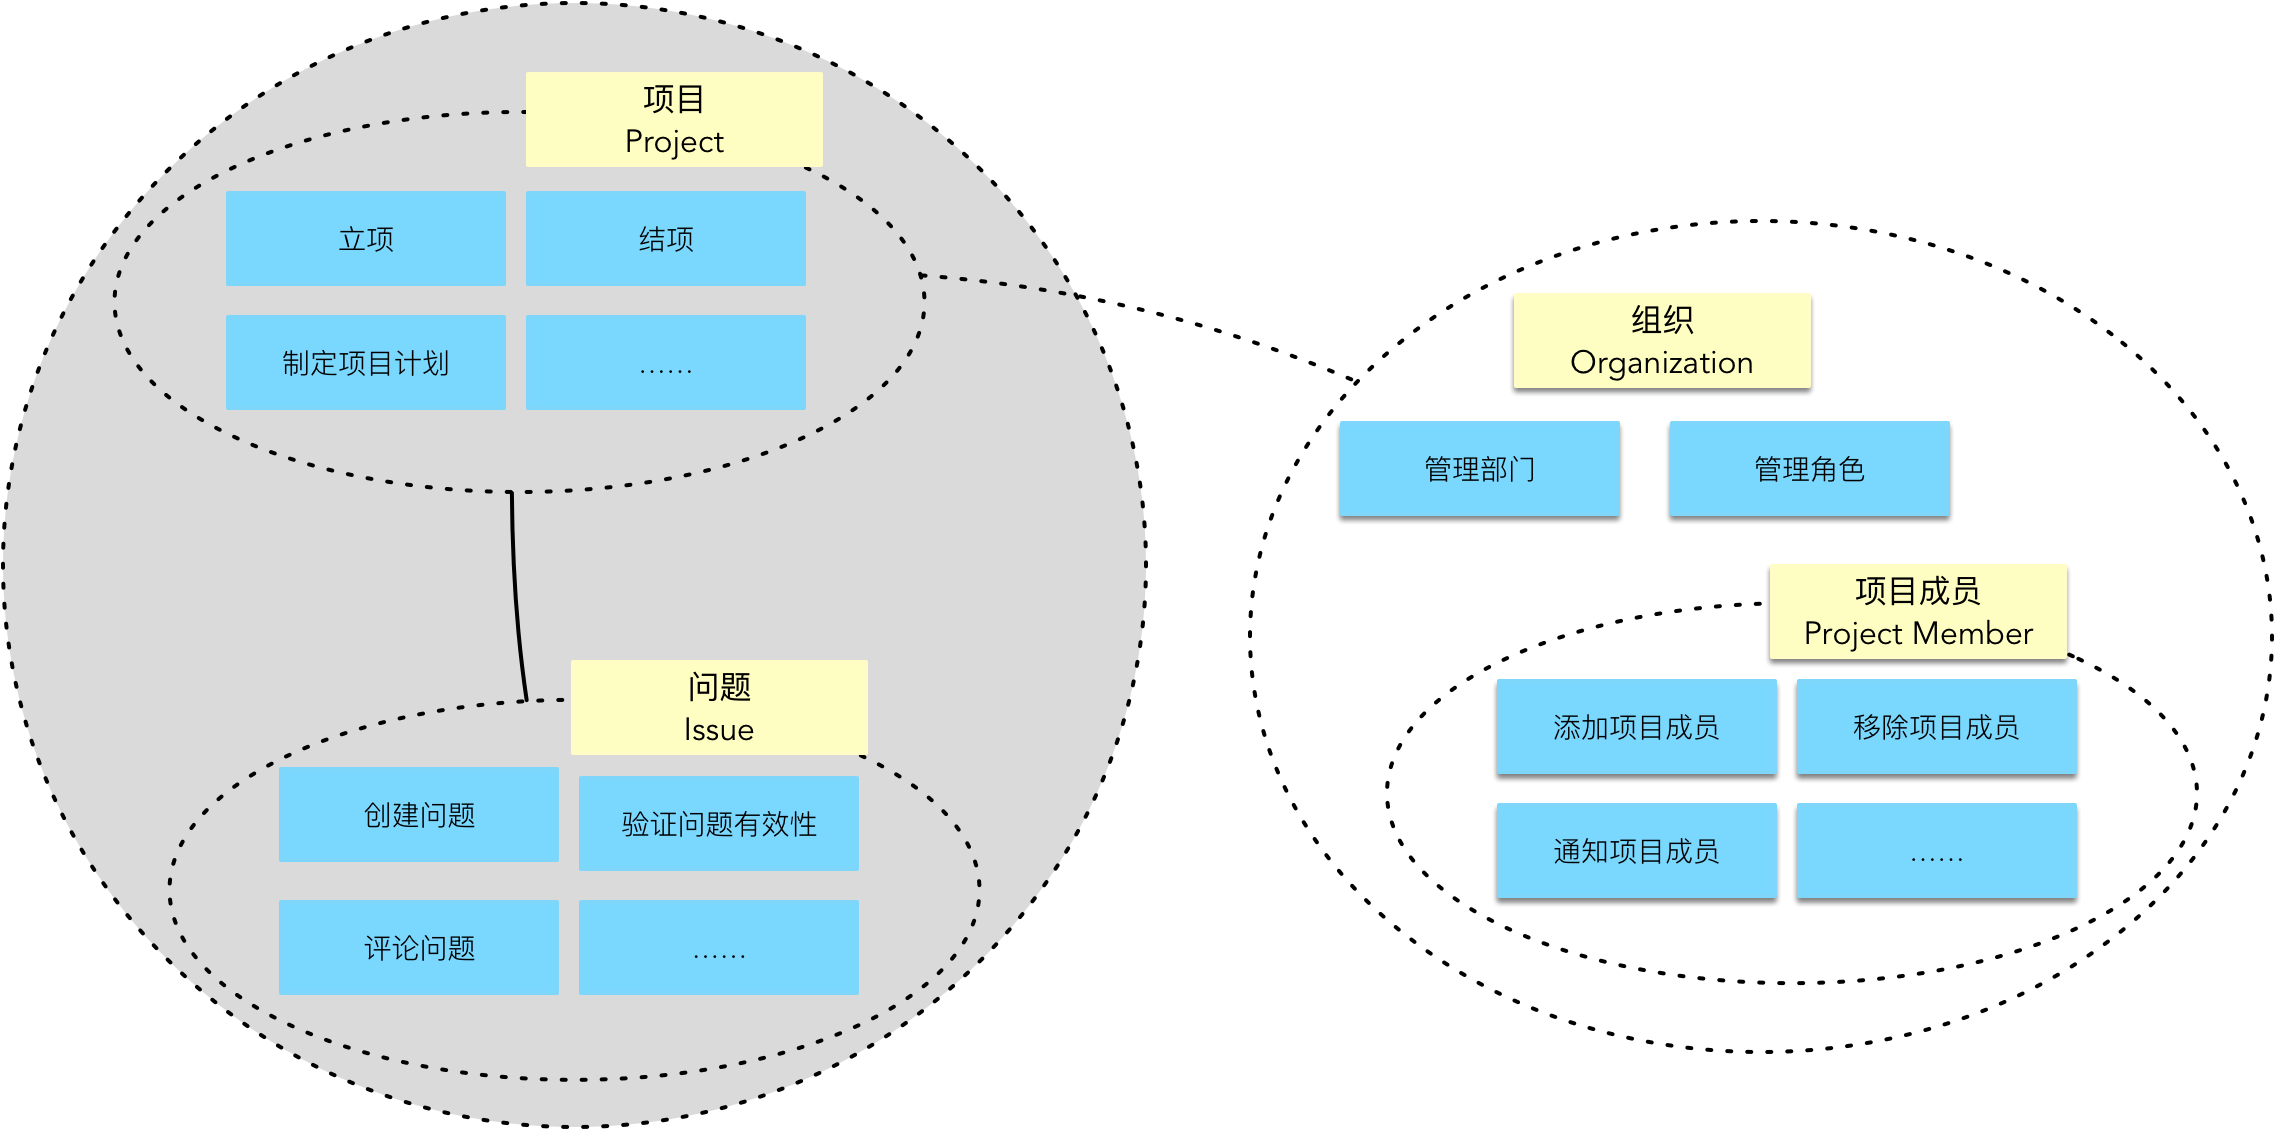 项目
Project
立项
结项
制定项目计划
……
问题
Issue
创建问题
验证问题有效性
评论问题
……
组织
Organization
管理部门
管理角色
项目成员
Project Member
添加项目成员
移除项目成员
通知项目成员
……